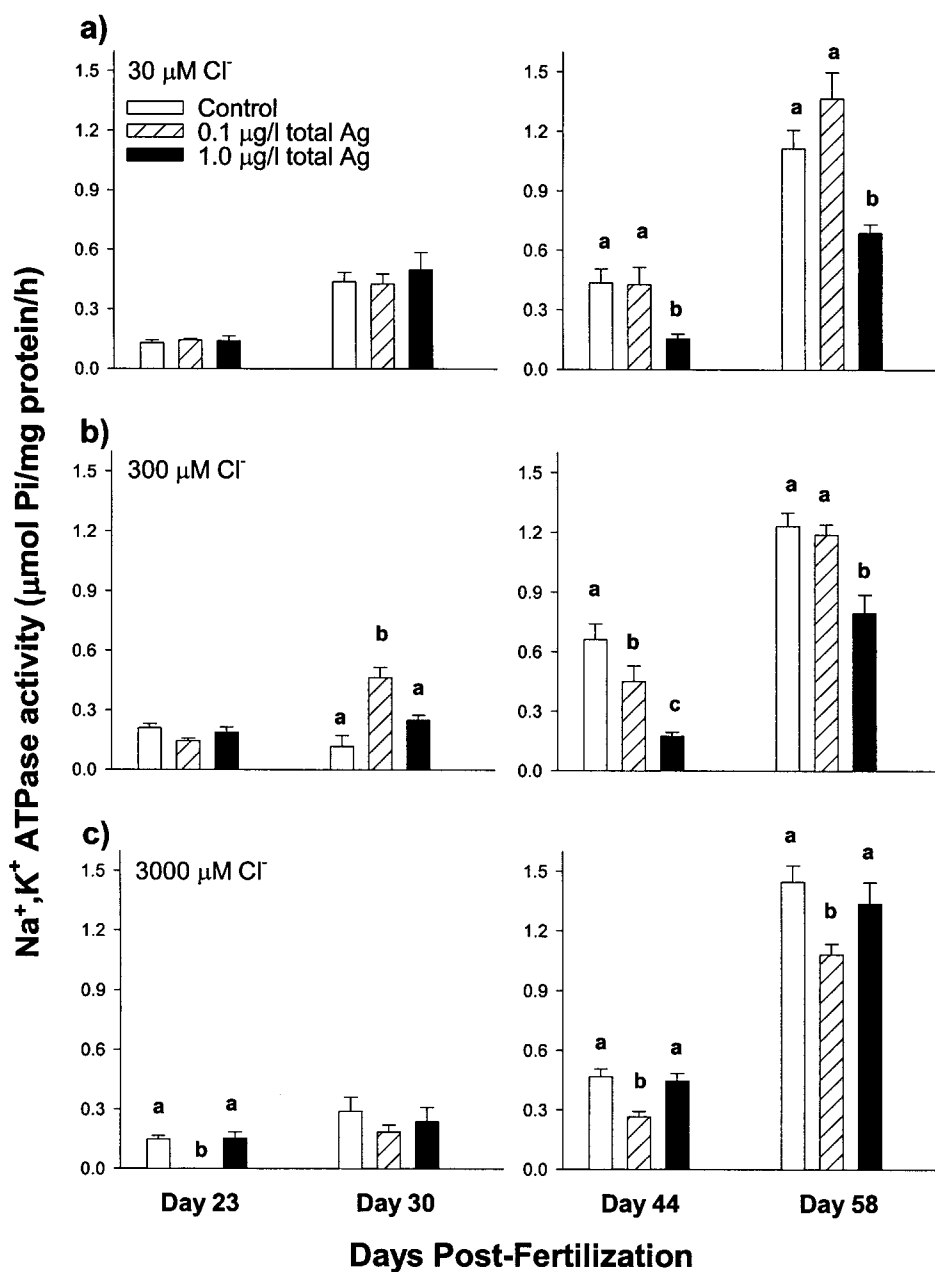 a)
30 μM Cl⁻
Control
0.1 μg/l total Ag
1.0 μg/l total Ag
1.5
1.2
0.9
0.6
0.3
0.0
a a b
a a b
1.5
1.2
0.9
0.6
0.3
0.0
b)
300 μM Cl⁻
1.5
1.2
0.9
0.6
0.3
0.0
a b a
1.5
1.2
0.9
0.6
0.3
0.0
a b c
a a b
c)
3000 μM Cl⁻
1.5
1.2
0.9
0.6
0.3
0.0
a b a
1.5
1.2
0.9
0.6
0.3
0.0
a b a
a b a
Na⁺,K⁺ ATPase activity (μmol Pi/mg protein/h)
Day 23 Day 30 Day 44 Day 58
Days Post-Fertilization